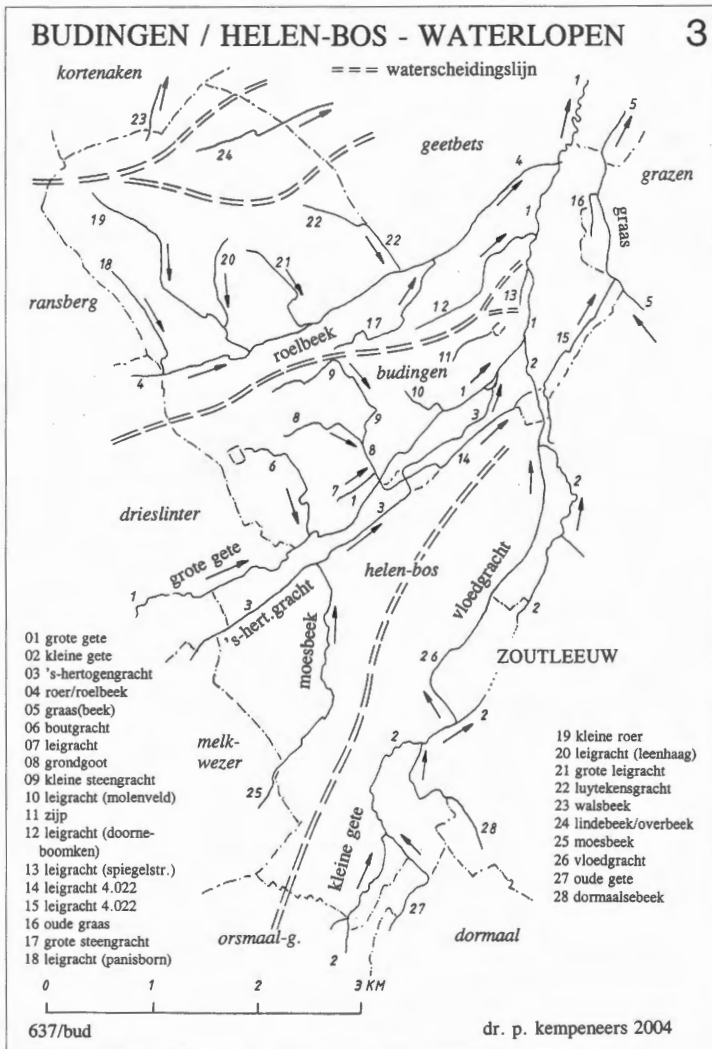 BUDINGEN / HELEN-BOS - WATERLOPEN 3
kortenaken
=== waterscheidingslijn
1
5
23
24
geetbets
4
grazen
19
22
22
16
graas
1
18
20
21
ransberg
12
13
5
17
roelbeek
11
15
4
9
budingen
1
10
1
2
8
9
3
6
8
14
7
1
3
2
drieslinter
grote gete
helen-bos
vloedgracht
1
3
's-hert.gracht
2
01 grote gete
02 kleine gete
03 's-hertogengracht
04 roer/roelbeek
05 graas(beek)
06 boutgracht
07 leigracht
08 grondgoot
09 kleine steengracht
10 leigracht (molenveld)
11 zijp
12 leigracht (doorne-
boomken)
13 leigracht (spiegelstr.)
14 leigracht 4.022
15 leigracht 4.022
16 oude graas
17 grote steengracht
18 leigracht (panisborn)
moesbeek
26
ZOUTLEEUW
2
2
melk-
wezer
25
19 kleine roer
20 leigracht (leenhaag)
21 grote leigracht
22 luytekensgracht
23 walsbeek
24 lindebeek/overbeek
25 moesbeek
26 vloedgracht
27 oude gete
28 dormaalsebeek
28
kleine gete
27
orsmaal-g.
dormaal
2
0 1 2 3 KM
637/bud
dr. p. kempeneers 2004